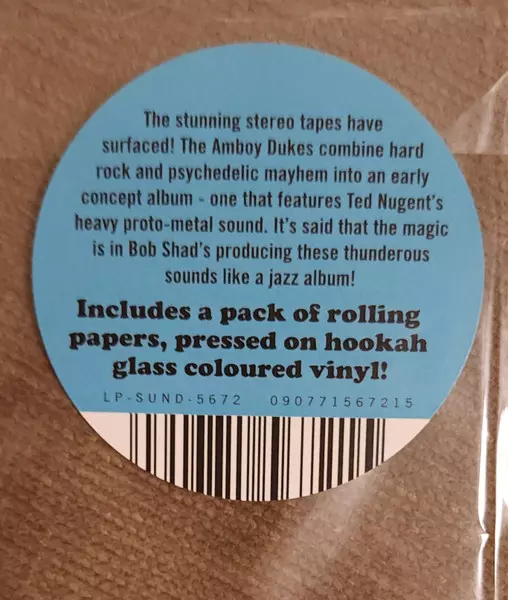 The stunning stereo tapes have
surfaced! The Amboy Dukes combine hard
rock and psychedelic mayhem into an early
concept album - one that features Ted Nugent's
heavy proto-metal sound. It's said that the magic
is in Bob Shad's producing these thunderous
sounds like a jazz album!
Includes a pack of rolling
papers, pressed on hookah
glass coloured vinyl!
LP-SUND-5672 090771567215